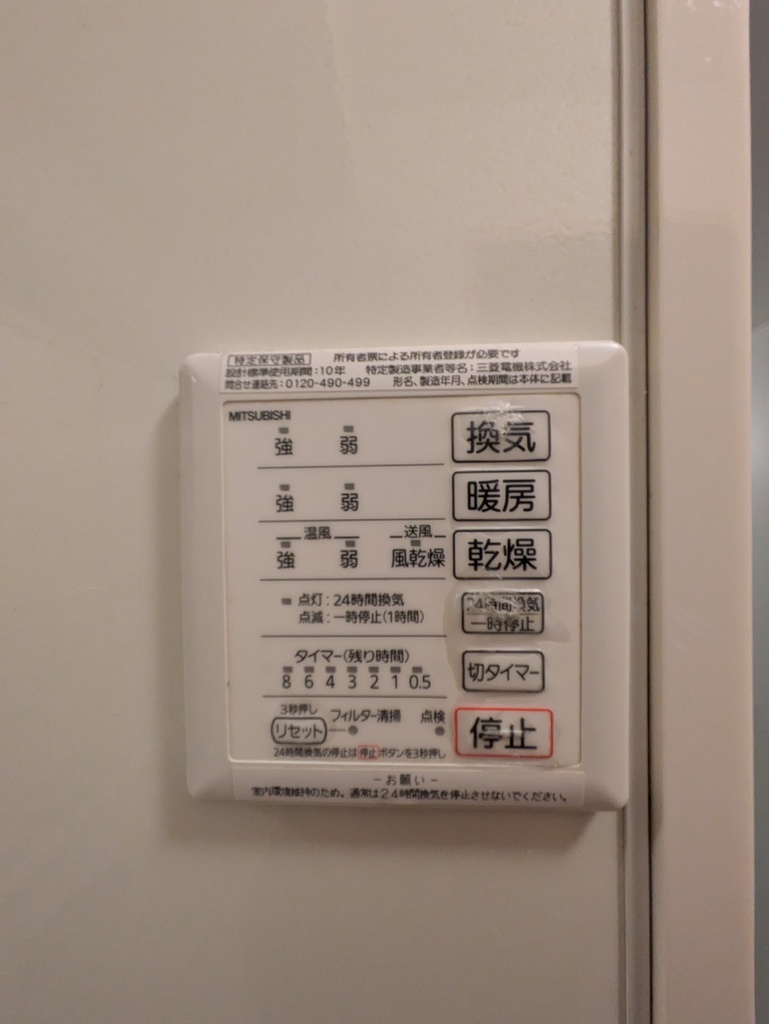 特定保守製品 所有者票による所有者登録が必要です
設計標準使用期間:10年 特定製造事業者等名:三菱電機株式会社
問合せ連絡先:0120-490-499 形名、製造年月、点検期間は本体に記載
MITSUBISHI
強 弱 換気
強 弱 暖房
温風 送風
強 弱 風乾燥 乾燥
点灯:24時間換気 24時間換気
点滅:一時停止(1時間) 一時停止
タイマー(残り時間) 切タイマー
8 6 4 3 2 1 0.5
3秒押し
リセット フィルター清掃 点検 停止
24時間換気の停止は 停止 ボタンを3秒押し
－お願い－
室内環境維持のため、通常は24時間換気を停止させないでください。